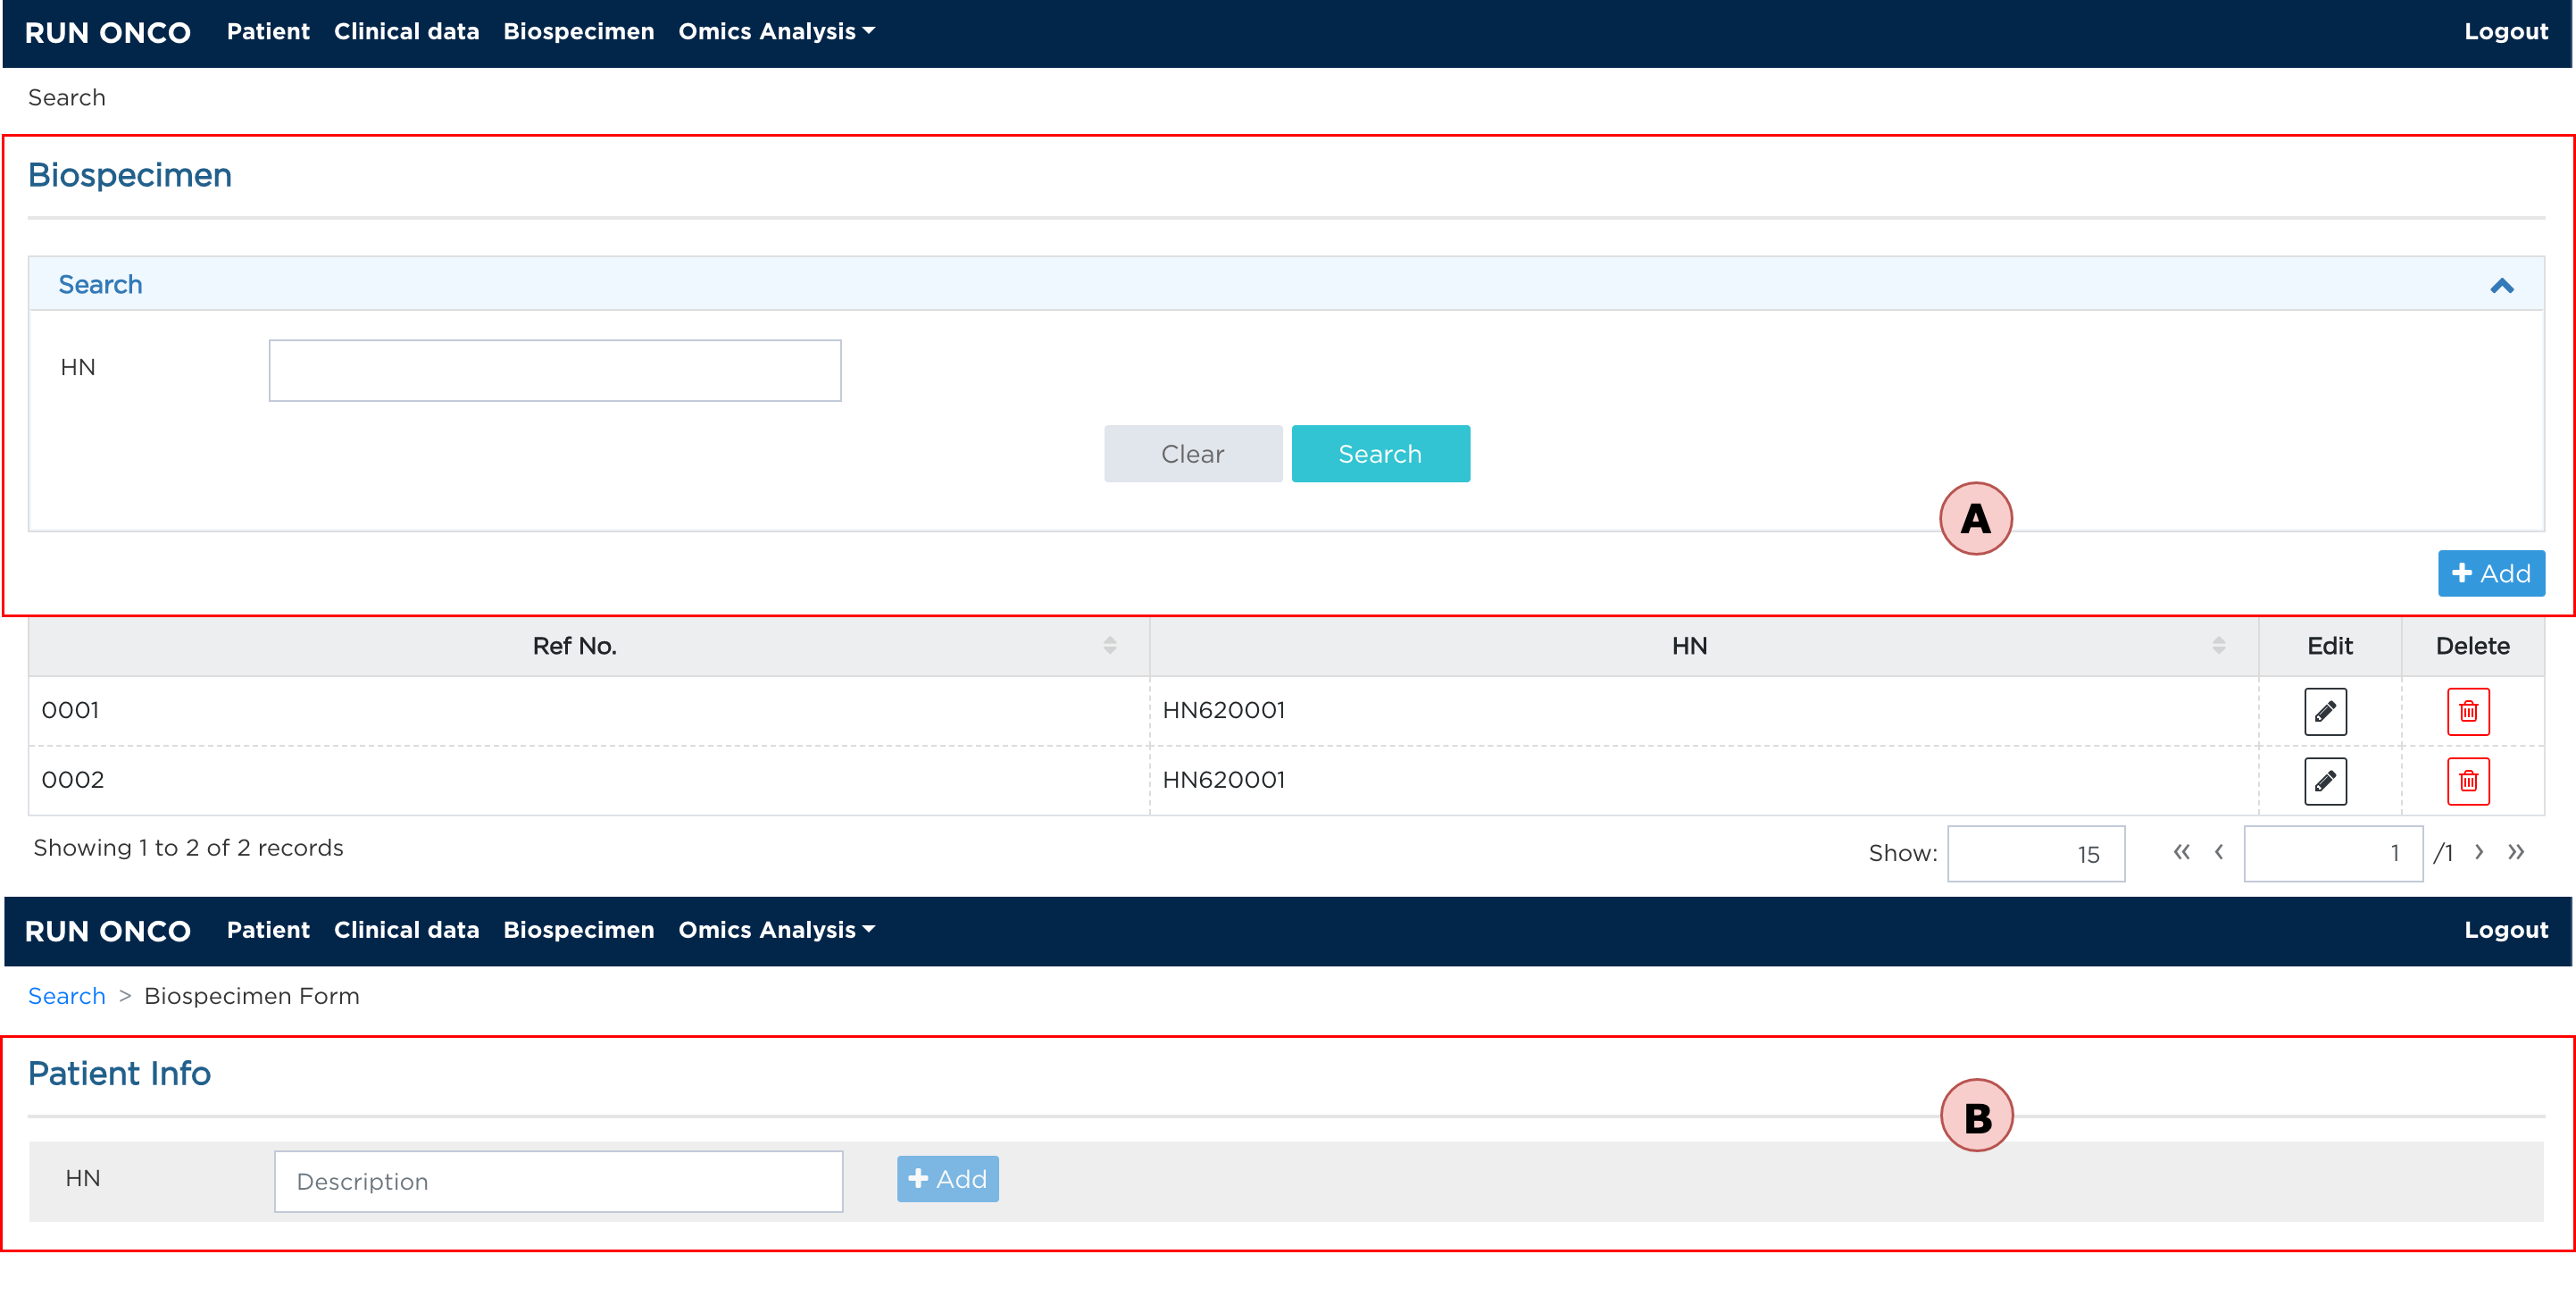 RUN ONCO Patient Clinical data Biospecimen Omics Analysis Logout
Search
Biospecimen
Search
HN
Clear Search
A
Add
Ref No. HN Edit Delete
0001 HN620001
0002 HN620001
Showing 1 to 2 of 2 records Show: 15 « ‹ 1 /1 › »
RUN ONCO Patient Clinical data Biospecimen Omics Analysis Logout
Search > Biospecimen Form
Patient Info
B
HN Description Add